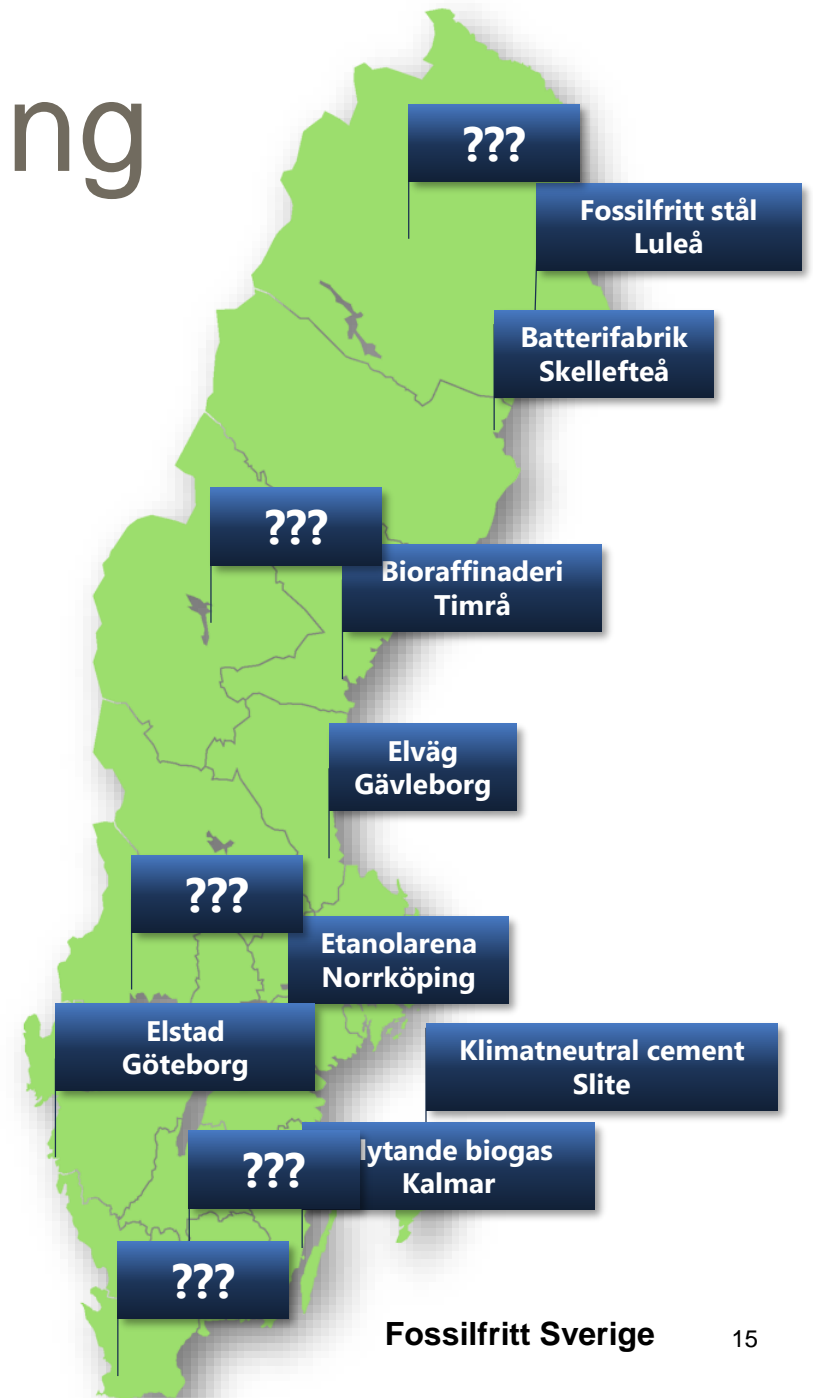 ng
???
Fossilfritt stål
Luleå
Batterifabrik
Skellefteå
???
Bioraffinaderi
Timrå
Elväg
Gävleborg
???
Etanolarena
Norrköping
Elstad
Göteborg
Klimatneutral cement
Slite
???
lytande biogas
Kalmar
???
Fossilfritt Sverige 15